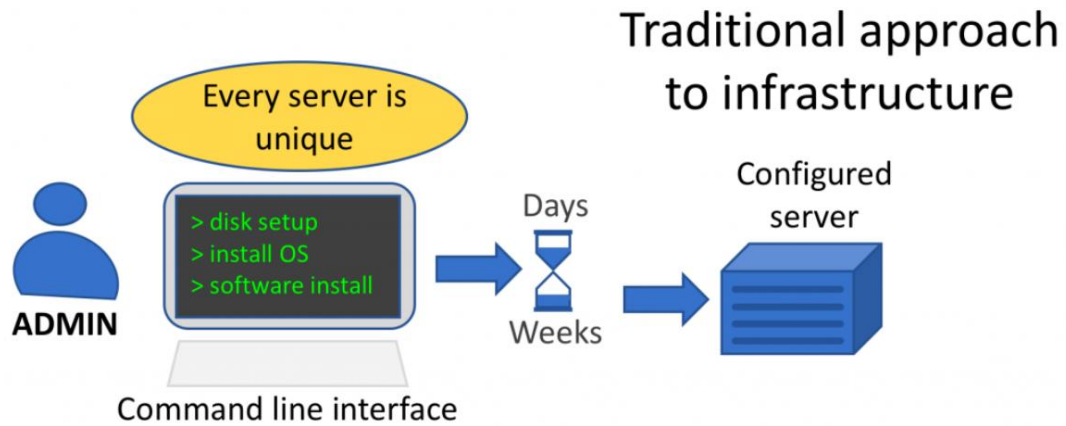 Traditional approach
to infrastructure
Every server is
unique
> disk setup
> install OS
> software install
ADMIN
Command line interface
Days
Weeks
Configured
server